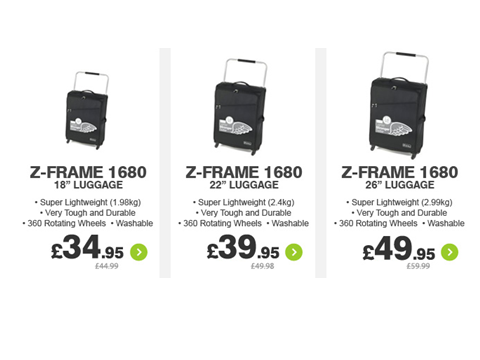 Z-FRAME 1680
18” LUGGAGE
• Super Lightweight (1.98kg)
• Very Tough and Durable
• 360 Rotating Wheels • Washable
£34.95
£44.99
Z-FRAME 1680
22” LUGGAGE
• Super Lightweight (2.4kg)
• Very Tough and Durable
• 360 Rotating Wheels • Washable
£39.95
£49.98
Z-FRAME 1680
26” LUGGAGE
• Super Lightweight (2.99kg)
• Very Tough and Durable
• 360 Rotating Wheels • Washable
£49.95
£59.99